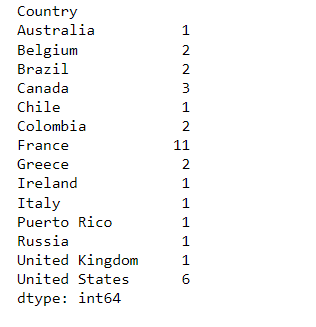 Country
Australia 1
Belgium 2
Brazil 2
Canada 3
Chile 1
Colombia 2
France 11
Greece 2
Ireland 1
Italy 1
Puerto Rico 1
Russia 1
United Kingdom 1
United States 6
dtype: int64